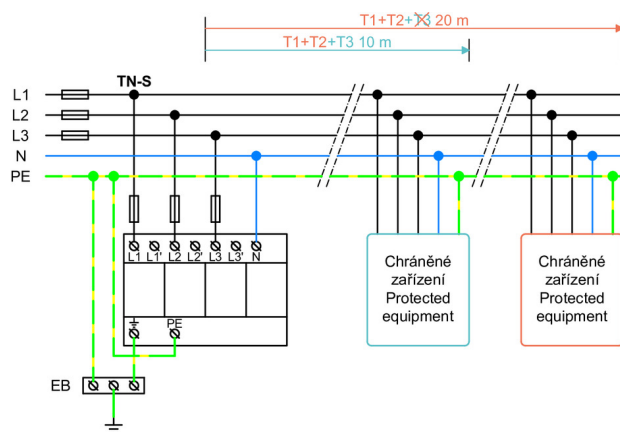 T1+T2+T3 20 m
T1+T2+T3 10 m
TN-S
L1
L2
L3
N
PE
L1 L1' L2 L2' L3 L3' N
PE
Chráněné
zařízení
Protected
equipment
Chráněné
zařízení
Protected
equipment
EB